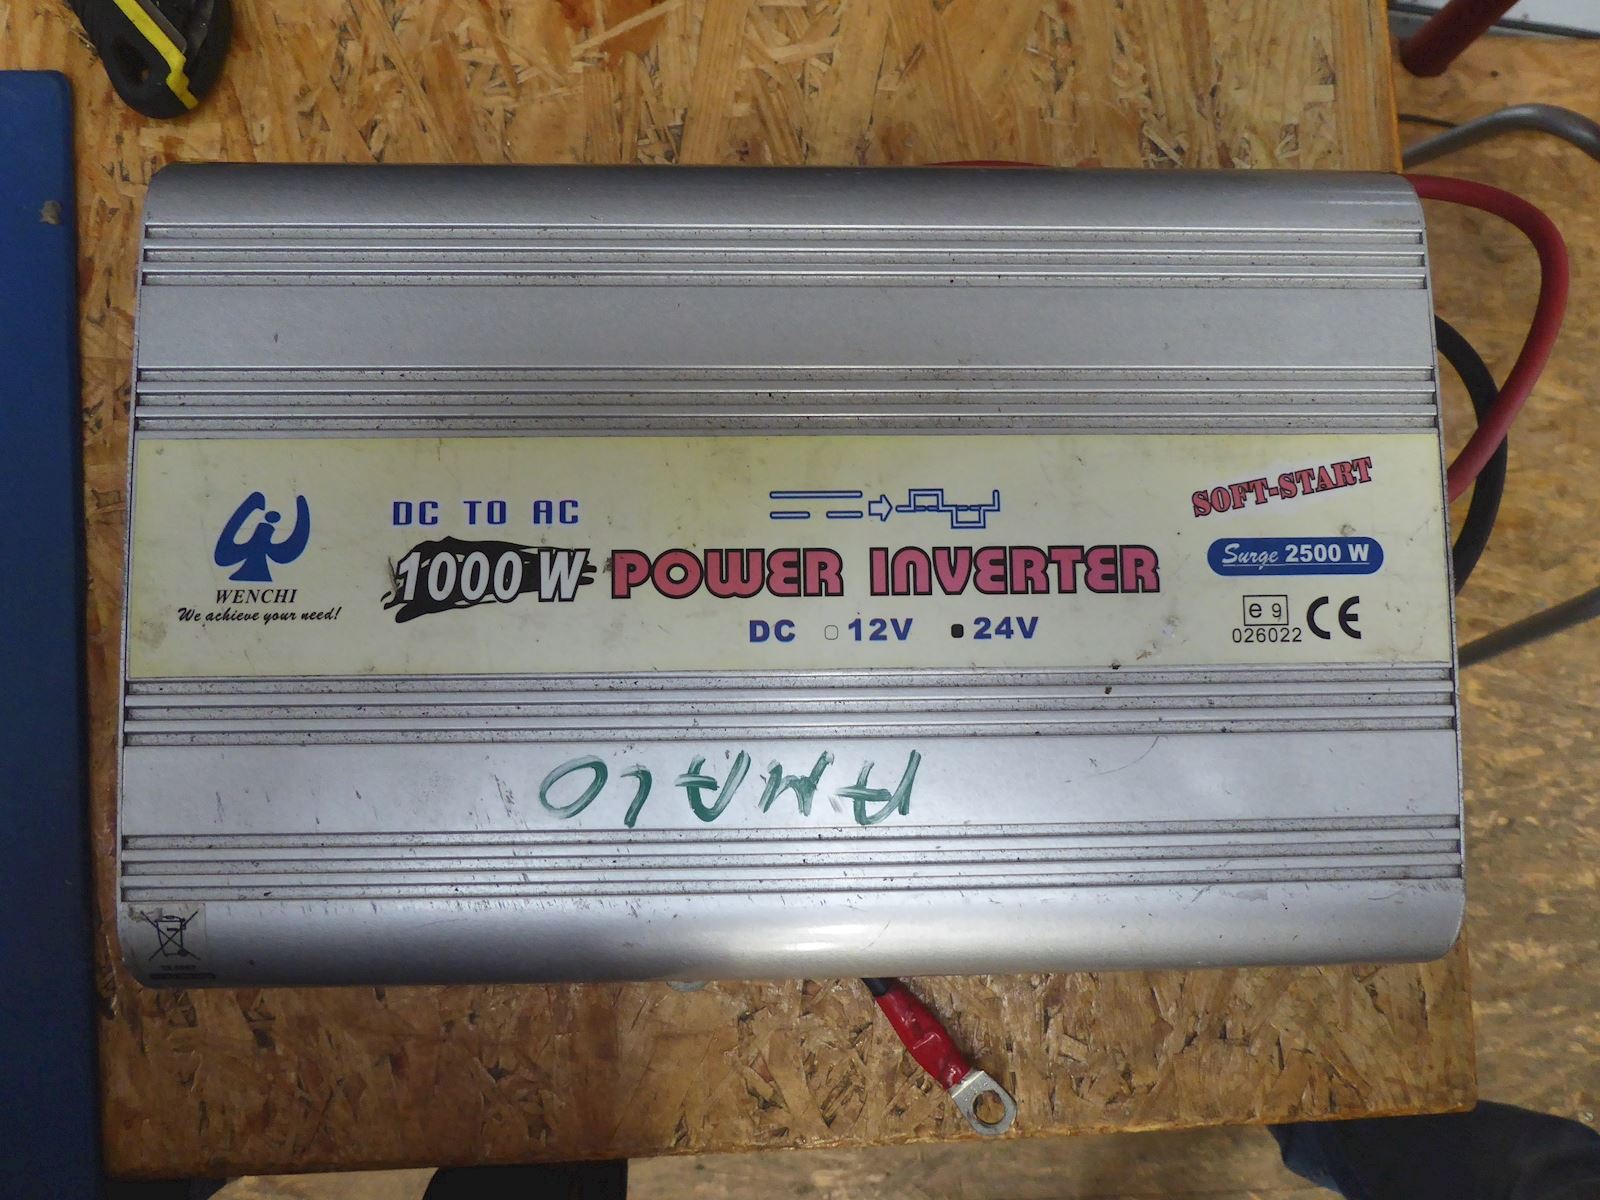 DC TO AC
1000 W POWER INVERTER
DC 12V 24V
WENCHI
We achieve your need!
SOFT-START
Surge 2500 W
e 9
026022 CE
AMALO